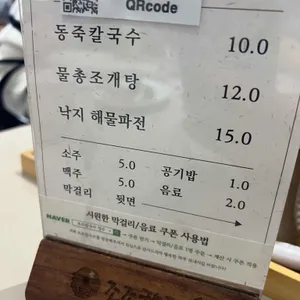 QRcode
동죽칼국수 10.0
물총조개탕 12.0
낙지 해물파전 15.0
소주 5.0 공기밥 1.0
맥주 5.0 음료 2.0
막걸리 뒷면
NAVER 시원한 막걸리/음료 쿠폰 사용법